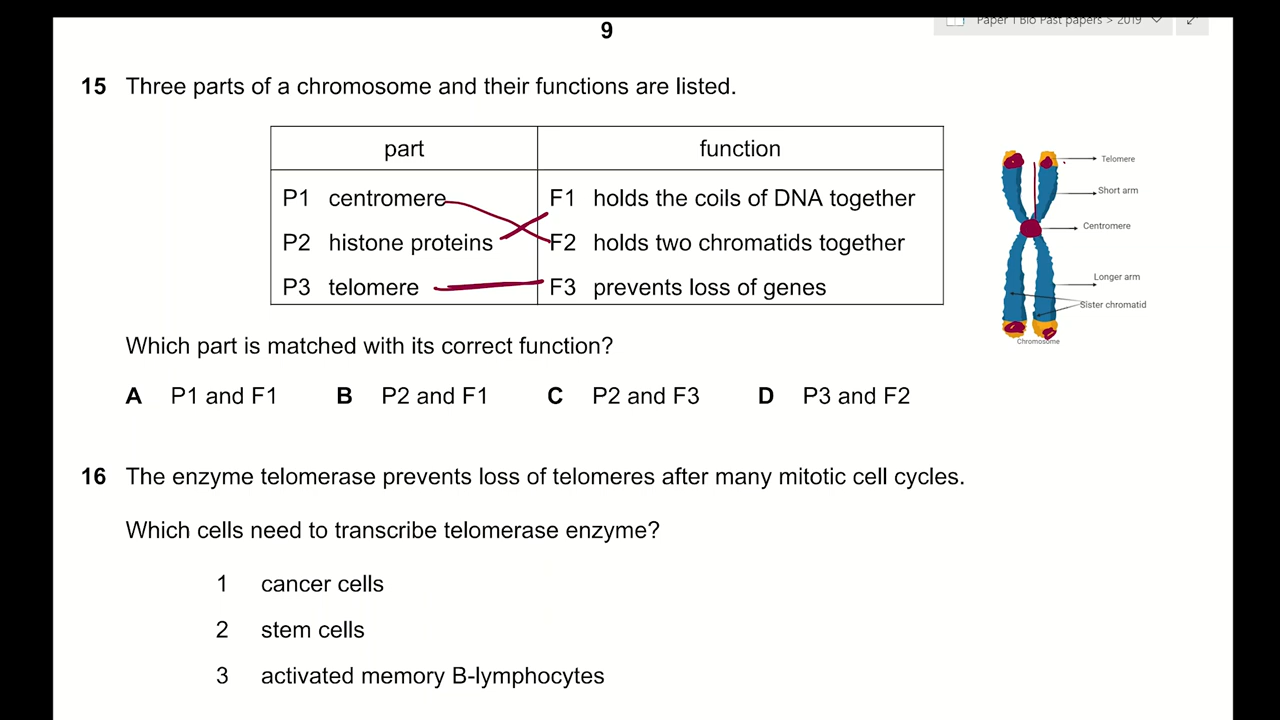 Paper 1 Bio Past papers > 2019
9
15 Three parts of a chromosome and their functions are listed.
part function
P1 centromere F1 holds the coils of DNA together
P2 histone proteins F2 holds two chromatids together
P3 telomere F3 prevents loss of genes
Telomere
Short arm
Centromere
Longer arm
Sister chromatid
Chromosome
Which part is matched with its correct function?
A P1 and F1 B P2 and F1 C P2 and F3 D P3 and F2
16 The enzyme telomerase prevents loss of telomeres after many mitotic cell cycles.
Which cells need to transcribe telomerase enzyme?
1 cancer cells
2 stem cells
3 activated memory B-lymphocytes